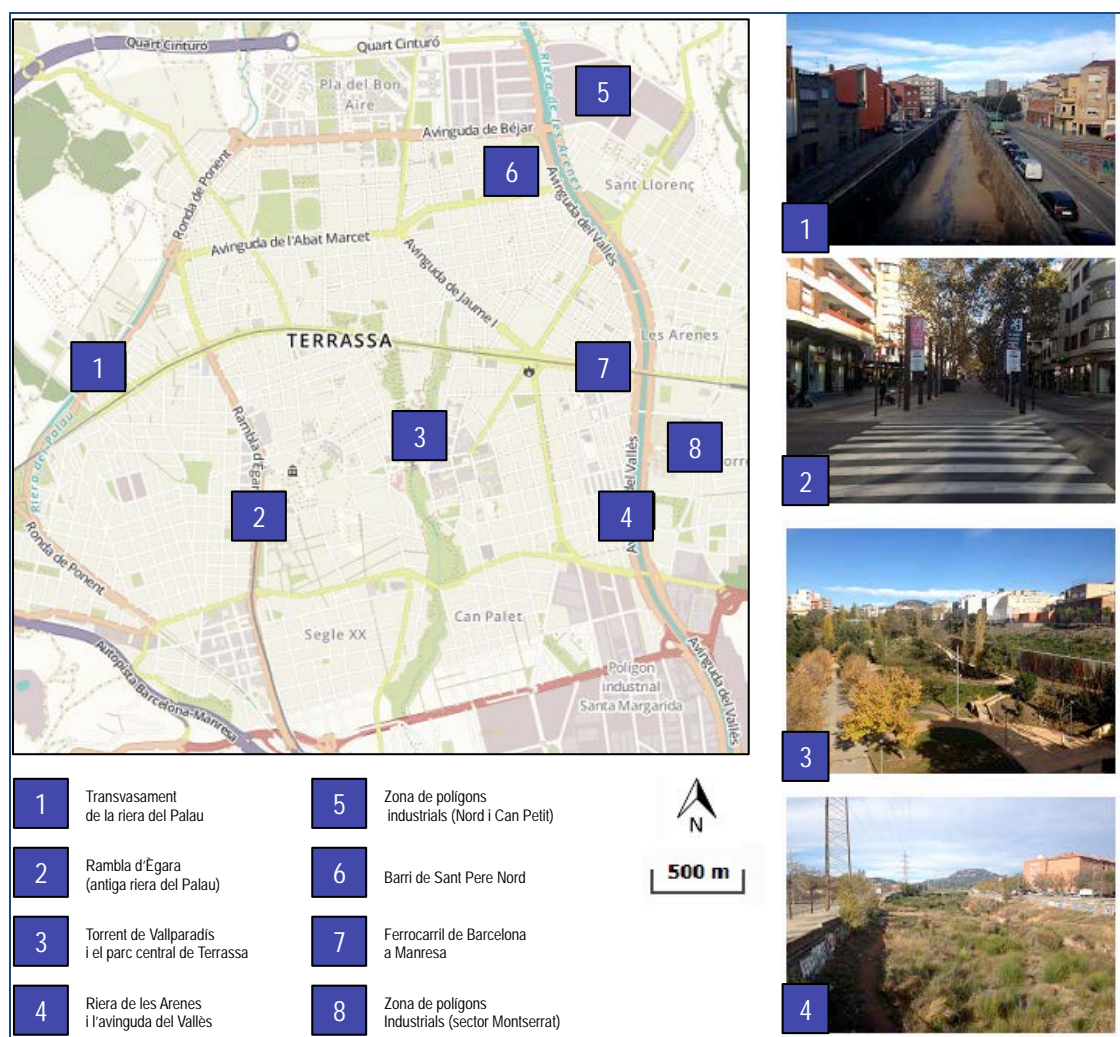 Quart Cinturó
Quart Cinturó
Pla del Bon
Aire
5
Riera de les Arenes
Avinguda de Béjar
6
Ronda de Ponent
Sant Llorenç
Avinguda del Vallès
Avinguda de l'Abat Marcet
Avinguda de Jaume I
TERRASSA
Les Arenes
1
7
Riera del Palau
Rambla d'Ègar
3
8
orre
2
4
del Vallès
Av
Ronda de Ponent
Can Palet
Segle XX
Autopista Barcelona-Manresa
Polígon
industrial
Santa Margarida
Avinguda del Vallès
1
Transvasament
de la riera del Palau
2
Rambla d'Ègara
(antiga riera del Palau)
3
Torrent de Vallparadís
i el parc central de Terrassa
4
Riera de les Arenes
i l'avinguda del Vallès
5
Zona de polígons
industrials (Nord i Can Petit)
6
Barri de Sant Pere Nord
7
Ferrocarril de Barcelona
a Manresa
8
Zona de polígons
Industrials (sector Montserrat)
N
500 m
1
2
3
4